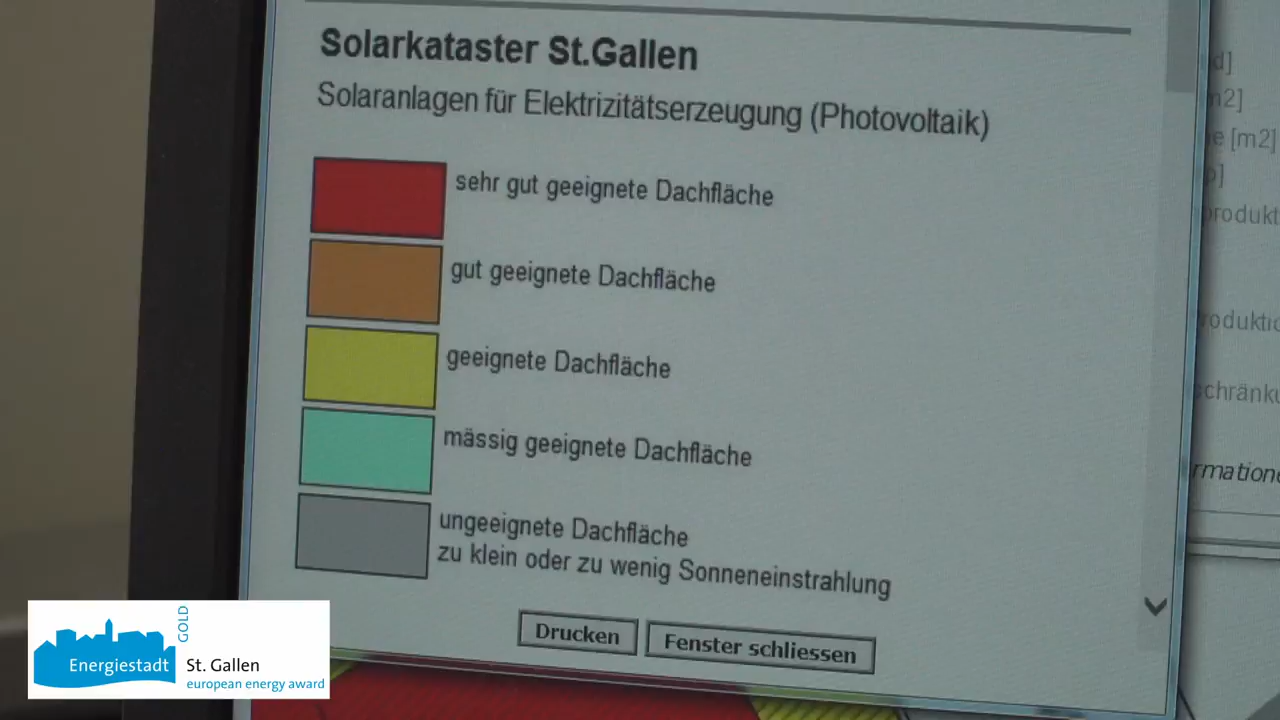 Solarkataster St.Gallen
Solaranlagen für Elektrizitätserzeugung (Photovoltaik)
sehr gut geeignete Dachfläche
gut geeignete Dachfläche
geeignete Dachfläche
mässig geeignete Dachfläche
ungeeignete Dachfläche
zu klein oder zu wenig Sonneneinstrahlung
Drucken Fenster schliessen
[m2]
GOLD
Energiestadt St. Gallen
european energy award